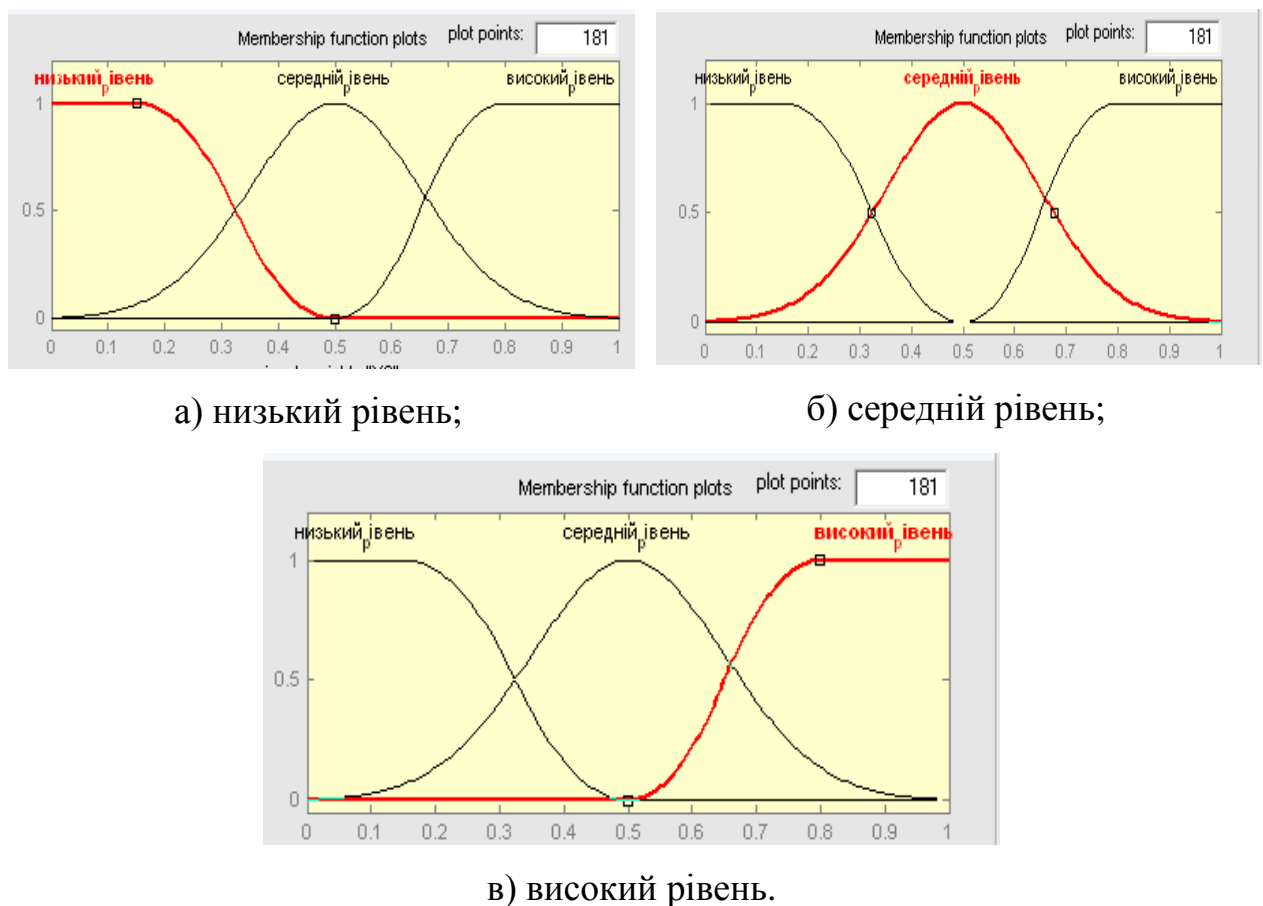 Membership function plots plot points: 181
низький_рівень середній_рівень високий_рівень
1
0.5
0
0 0.1 0.2 0.3 0.4 0.5 0.6 0.7 0.8 0.9 1
а) низький рівень;
Membership function plots plot points: 181
низький_рівень середній_рівень високий_рівень
1
0.5
0
0 0.1 0.2 0.3 0.4 0.5 0.6 0.7 0.8 0.9 1
б) середній рівень;
Membership function plots plot points: 181
низький_рівень середній_рівень високий_рівень
1
0.5
0
0 0.1 0.2 0.3 0.4 0.5 0.6 0.7 0.8 0.9 1
в) високий рівень.